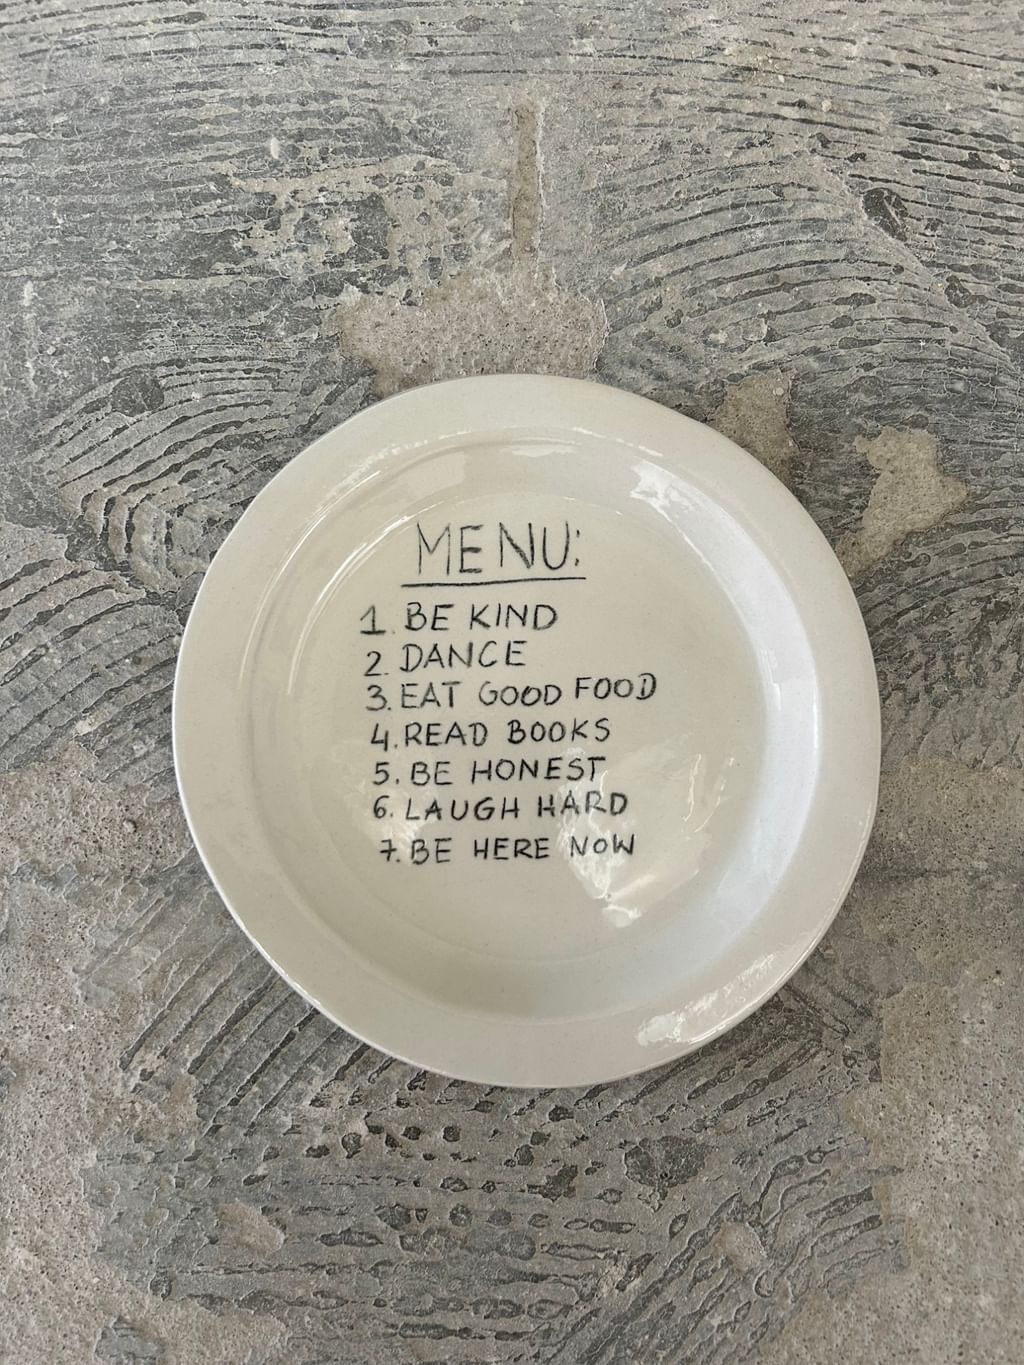 MENU:
1. BE KIND
2. DANCE
3. EAT GOOD FOOD
4. READ BOOKS
5. BE HONEST
6. LAUGH HARD
7. BE HERE NOW